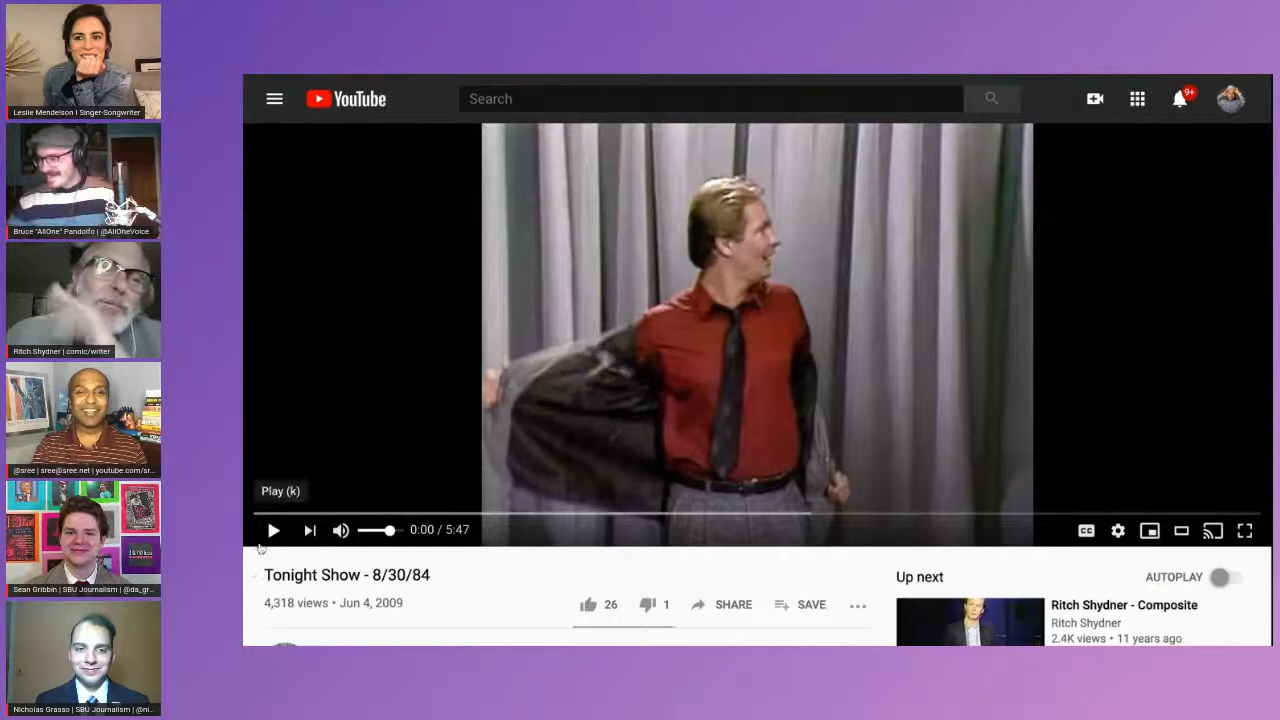 Leslie Mendelson I Singer-Songwriter
Bruce "AllOne" Pandolfo | @AllOneVoice
Ritch Shydner | comic/writer
@sree | sree@sree.net | youtube.com/sr...
Sean Gribbin | SBU Journalism | @da_gr...
Nicholas Grasso | SBU Journalism | @ni...
YouTube
Search
9+
Play (k)
0:00 / 5:47
CC
Tonight Show - 8/30/84
4,318 views • Jun 4, 2009
26
1
SHARE
SAVE
Up next
AUTOPLAY
Ritch Shydner - Composite
Ritch Shydner
2.4K views • 11 years ago